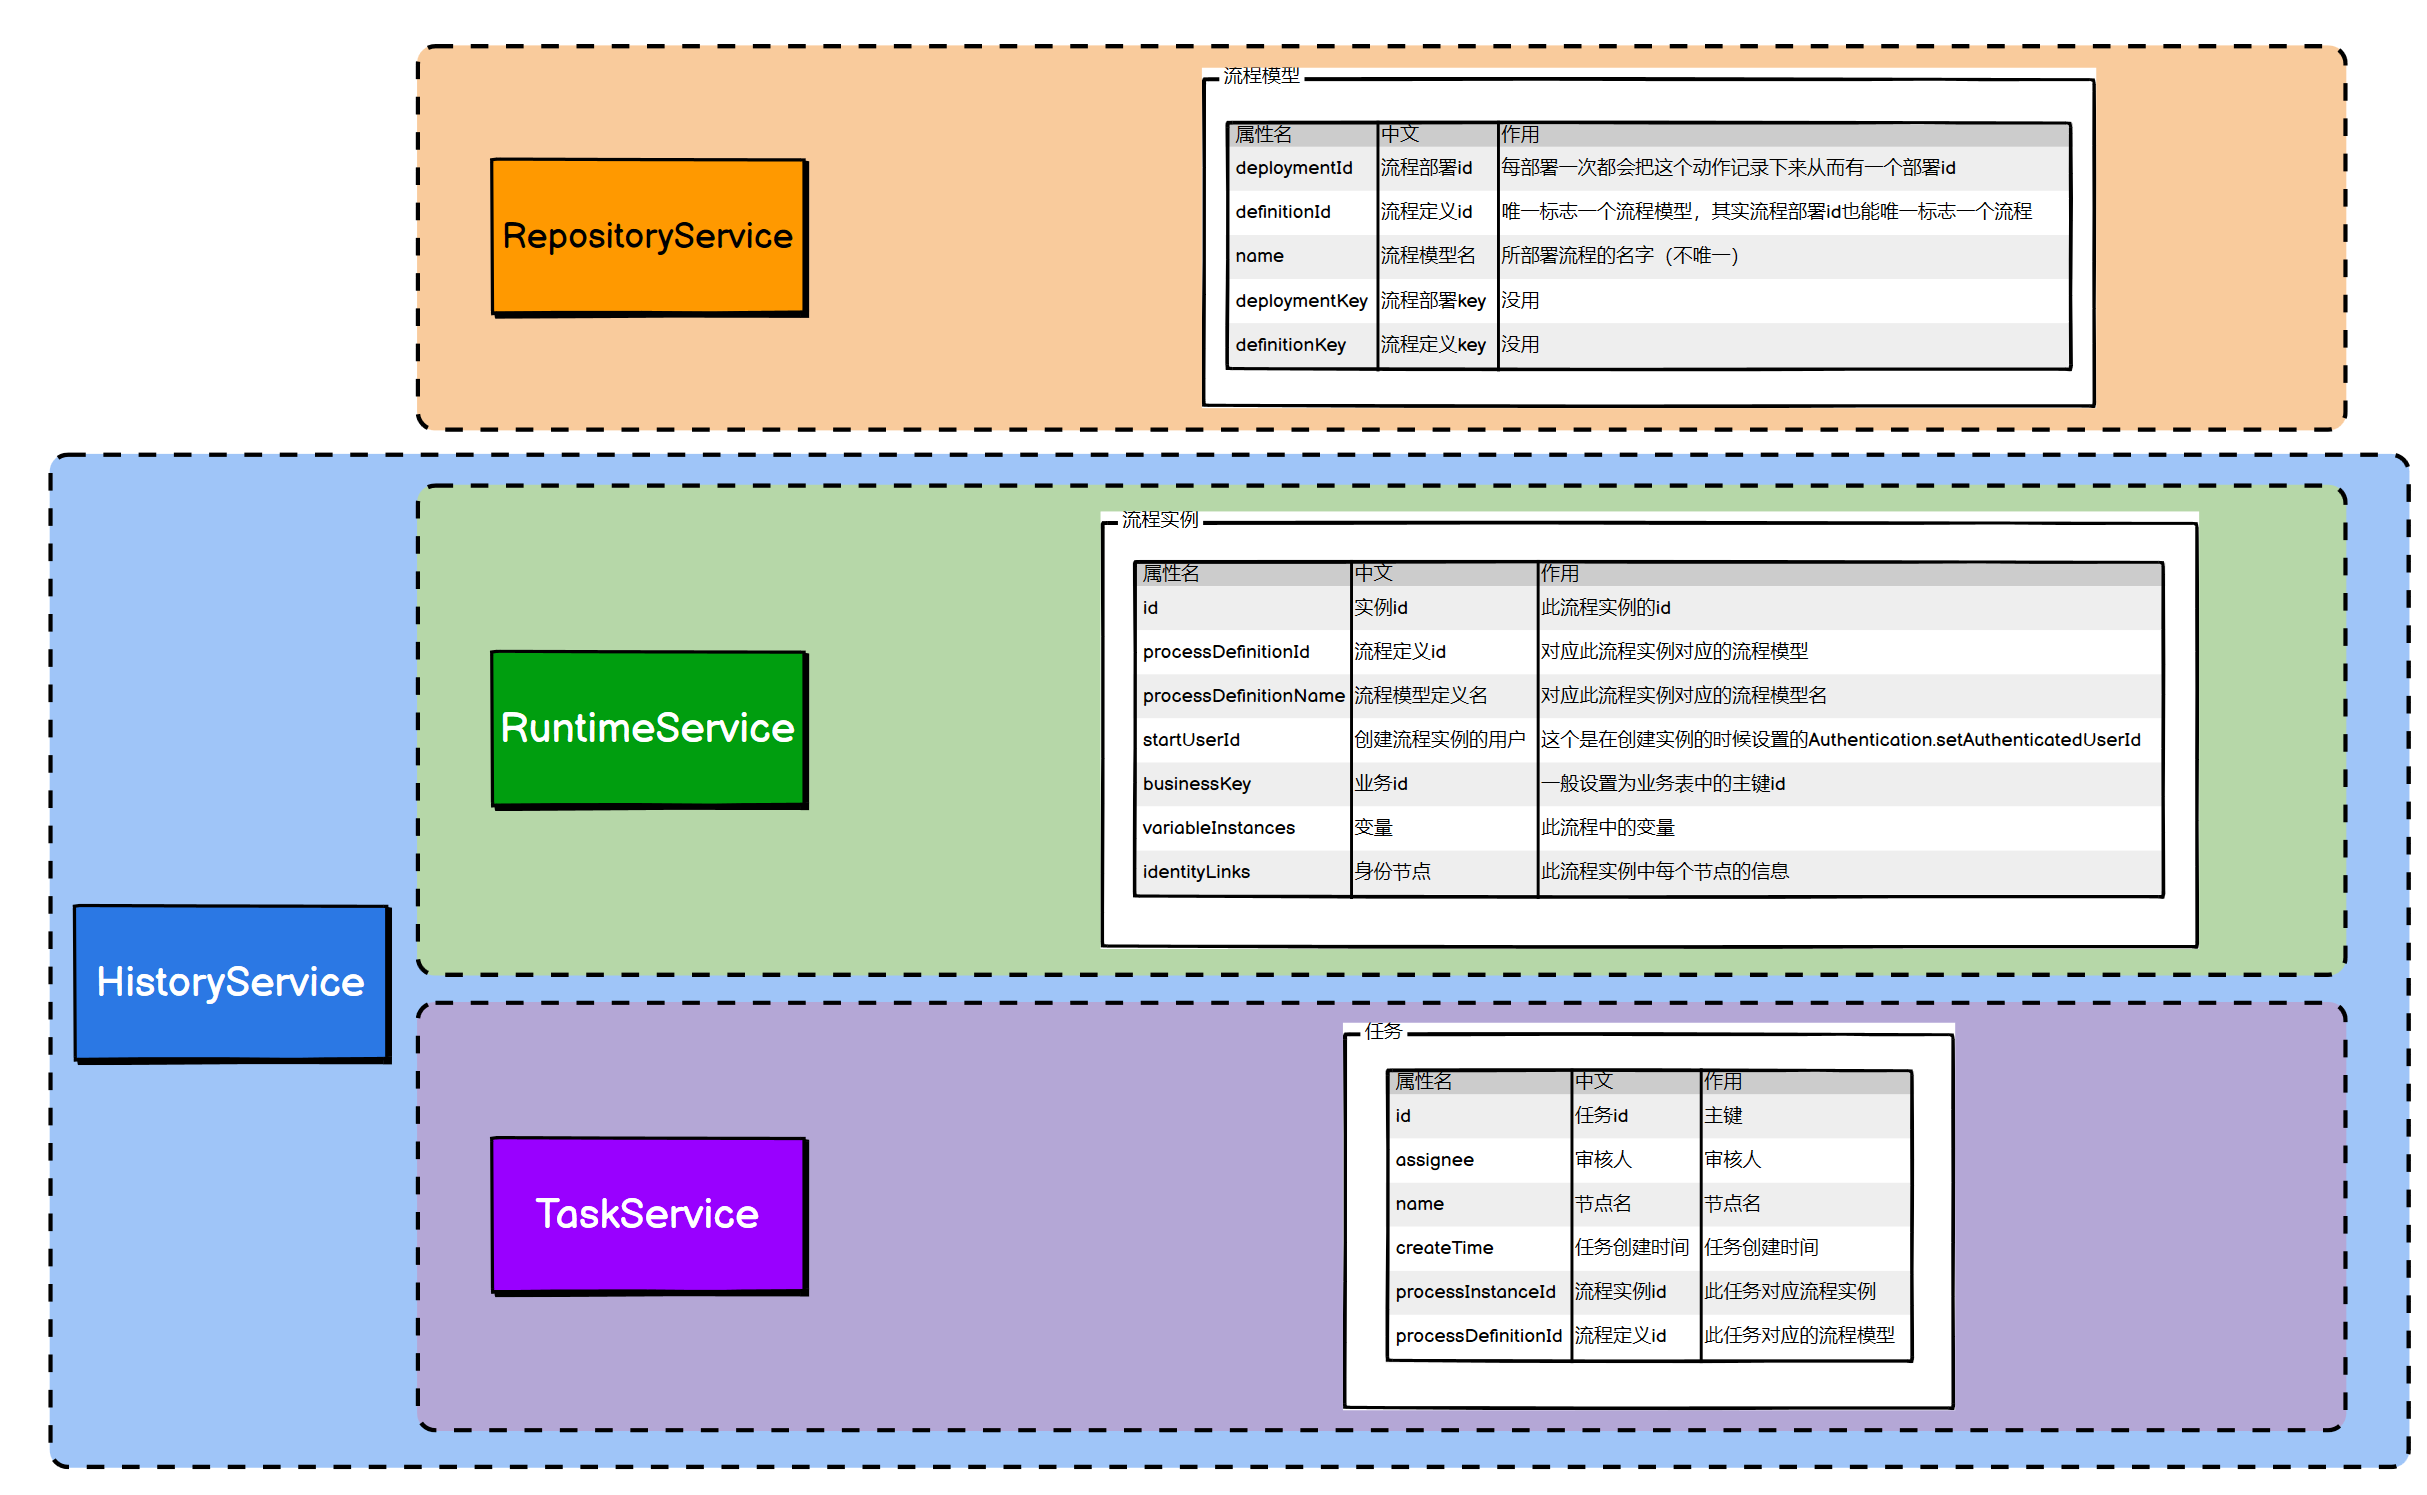 流程模型
属性名 中文 作用
deploymentId 流程部署id 每部署一次都会把这个动作记录下来从而有一个部署id
definitionId 流程定义id 唯一标志一个流程模型，其实流程部署id也能唯一标志一个流程
name 流程模型名 所部署流程的名字（不唯一）
deploymentKey 流程部署key 没用
definitionKey 流程定义key 没用
RepositoryService
流程实例
属性名 中文 作用
id 实例id 此流程实例的id
processDefinitionId 流程定义id 对应此流程实例对应的流程模型
processDefinitionName 流程模型定义名 对应此流程实例对应的流程模型名
startUserId 创建流程实例的用户 这个是在创建实例的时候设置的Authentication.setAuthenticatedUserId
businessKey 业务id 一般设置为业务表中的主键id
variableInstances 变量 此流程中的变量
identityLinks 身份节点 此流程实例中每个节点的信息
RuntimeService
HistoryService
任务
属性名 中文 作用
id 任务id 主键
assignee 审核人 审核人
name 节点名 节点名
createTime 任务创建时间 任务创建时间
processInstanceId 流程实例id 此任务对应流程实例
processDefinitionId 流程定义id 此任务对应的流程模型
TaskService